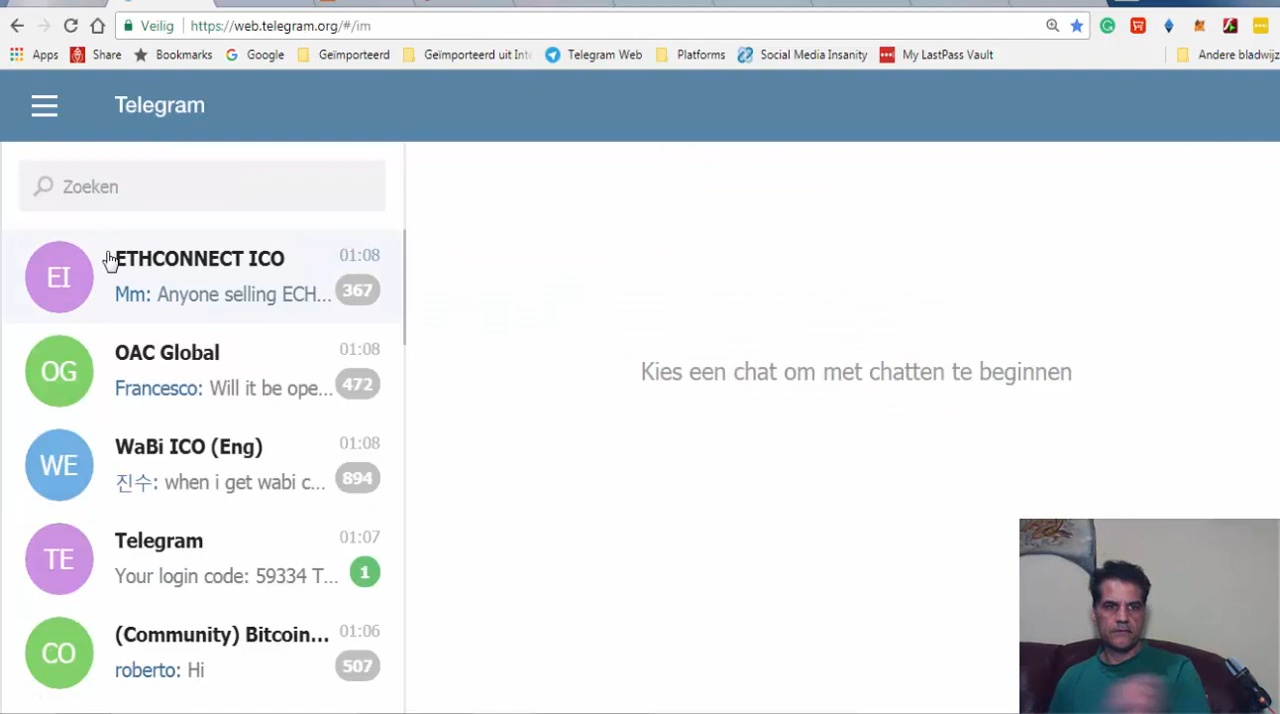 Veilig https://web.telegram.org/#/im
Apps Share Bookmarks Google Geïmporteerd Geïmporteerd uit Int Telegram Web Platforms Social Media Insanity My LastPass Vault Andere bladwijz
Telegram
Zoeken
EI ETHCONNECT ICO 01:08
Mm: Anyone selling ECH... 367
OG OAC Global 01:08
Francesco: Will it be ope... 472
WE WaBi ICO (Eng) 01:08
진수: when i get wabi c... 894
TE Telegram 01:07
Your login code: 59334 T... 1
CO (Community) Bitcoin... 01:06
roberto: Hi 507
Kies een chat om met chatten te beginnen